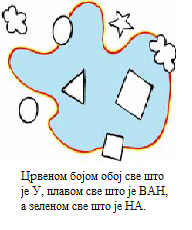 Црвеном бојом обој све што
је У, плавом све што је ВАН,
а зеленом све што је НА.